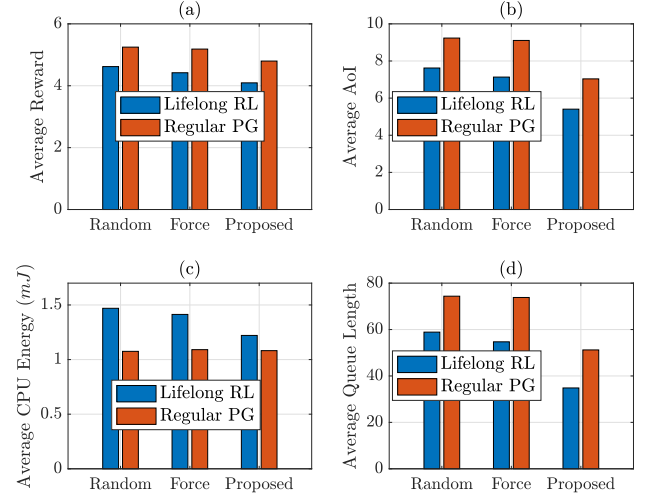 (a)
Average Reward
6
4
2
0
Lifelong RL
Regular PG
Random Force Proposed
(b)
Average AoI
10
8
6
4
2
0
Lifelong RL
Regular PG
Random Force Proposed
(c)
Average CPU Energy (mJ)
1.5
1
0.5
0
Lifelong RL
Regular PG
Random Force Proposed
(d)
Average Queue Length
80
60
40
20
0
Lifelong RL
Regular PG
Random Force Proposed